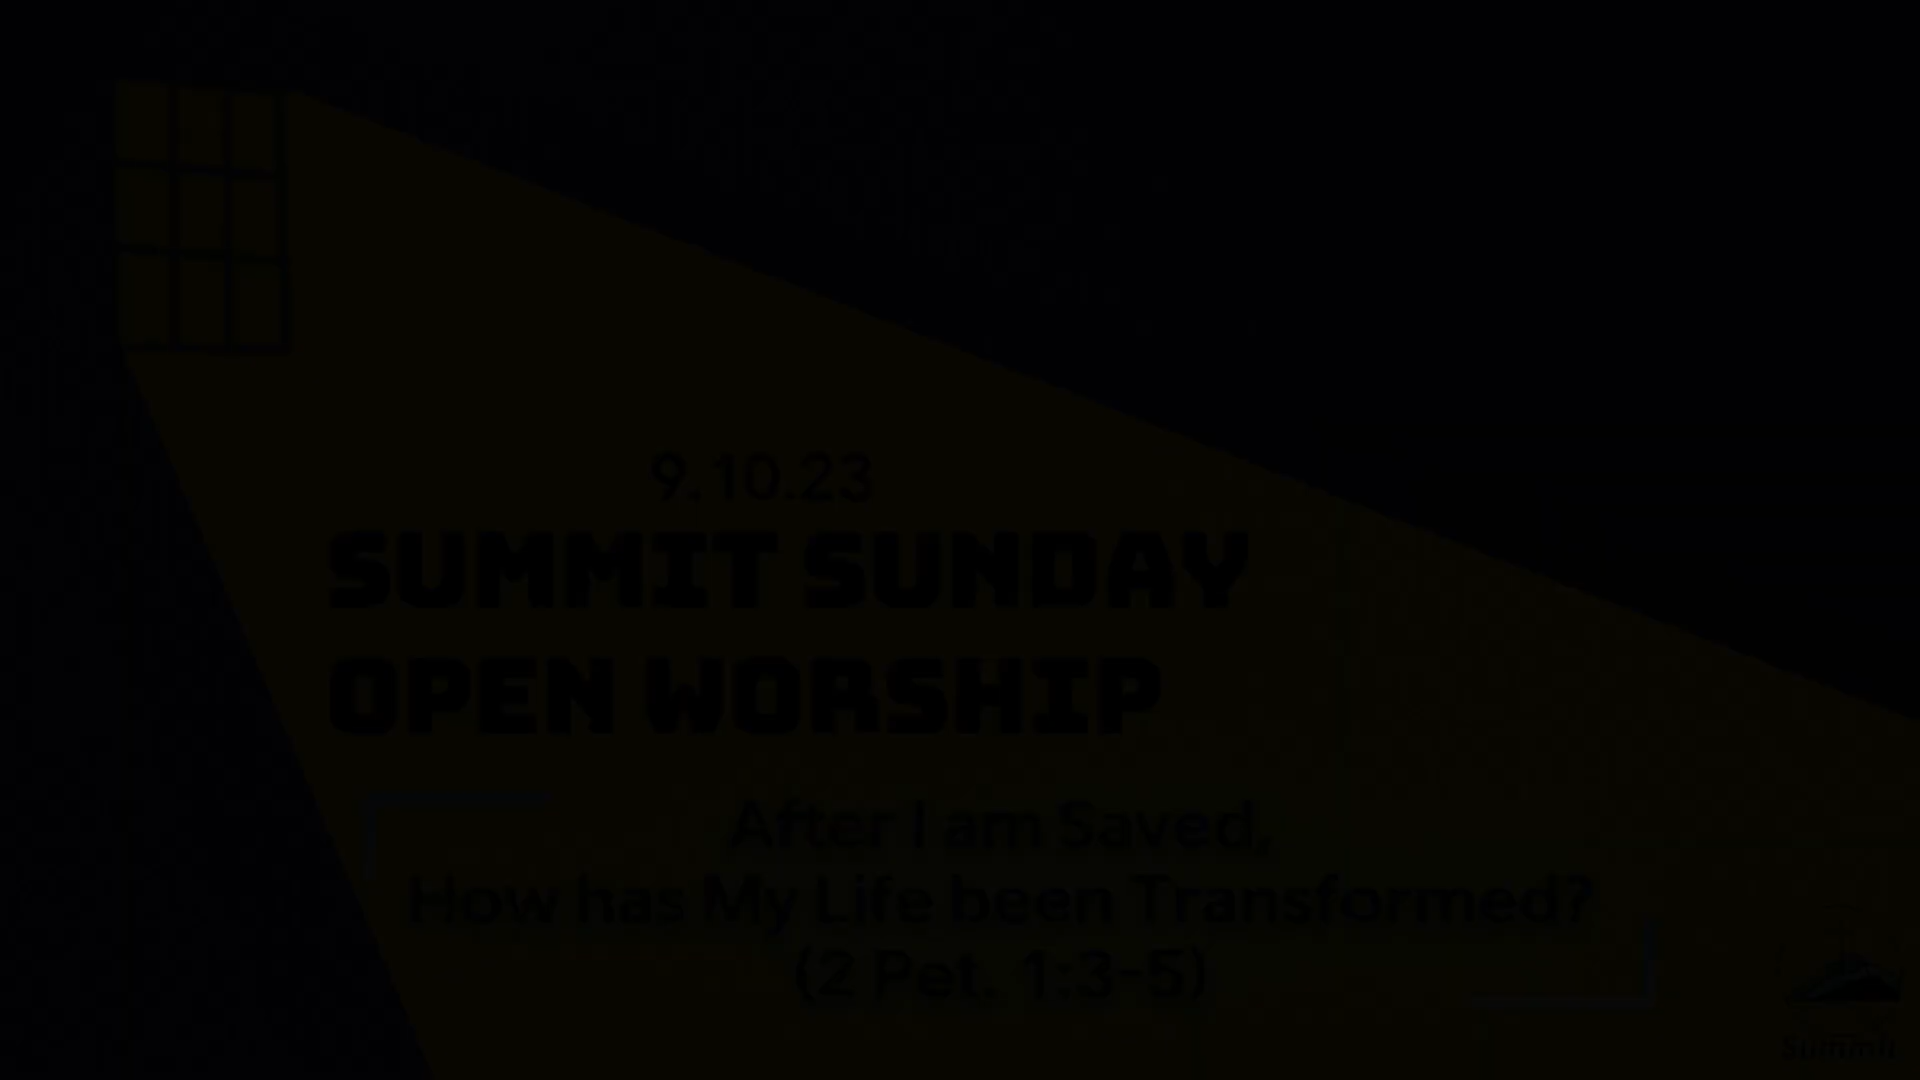 9.10.23
SUMMIT SUNDAY
OPEN WORSHIP
After I am Saved,
How has My Life been Transformed?
(2 Pet. 1:3-5)
Summit